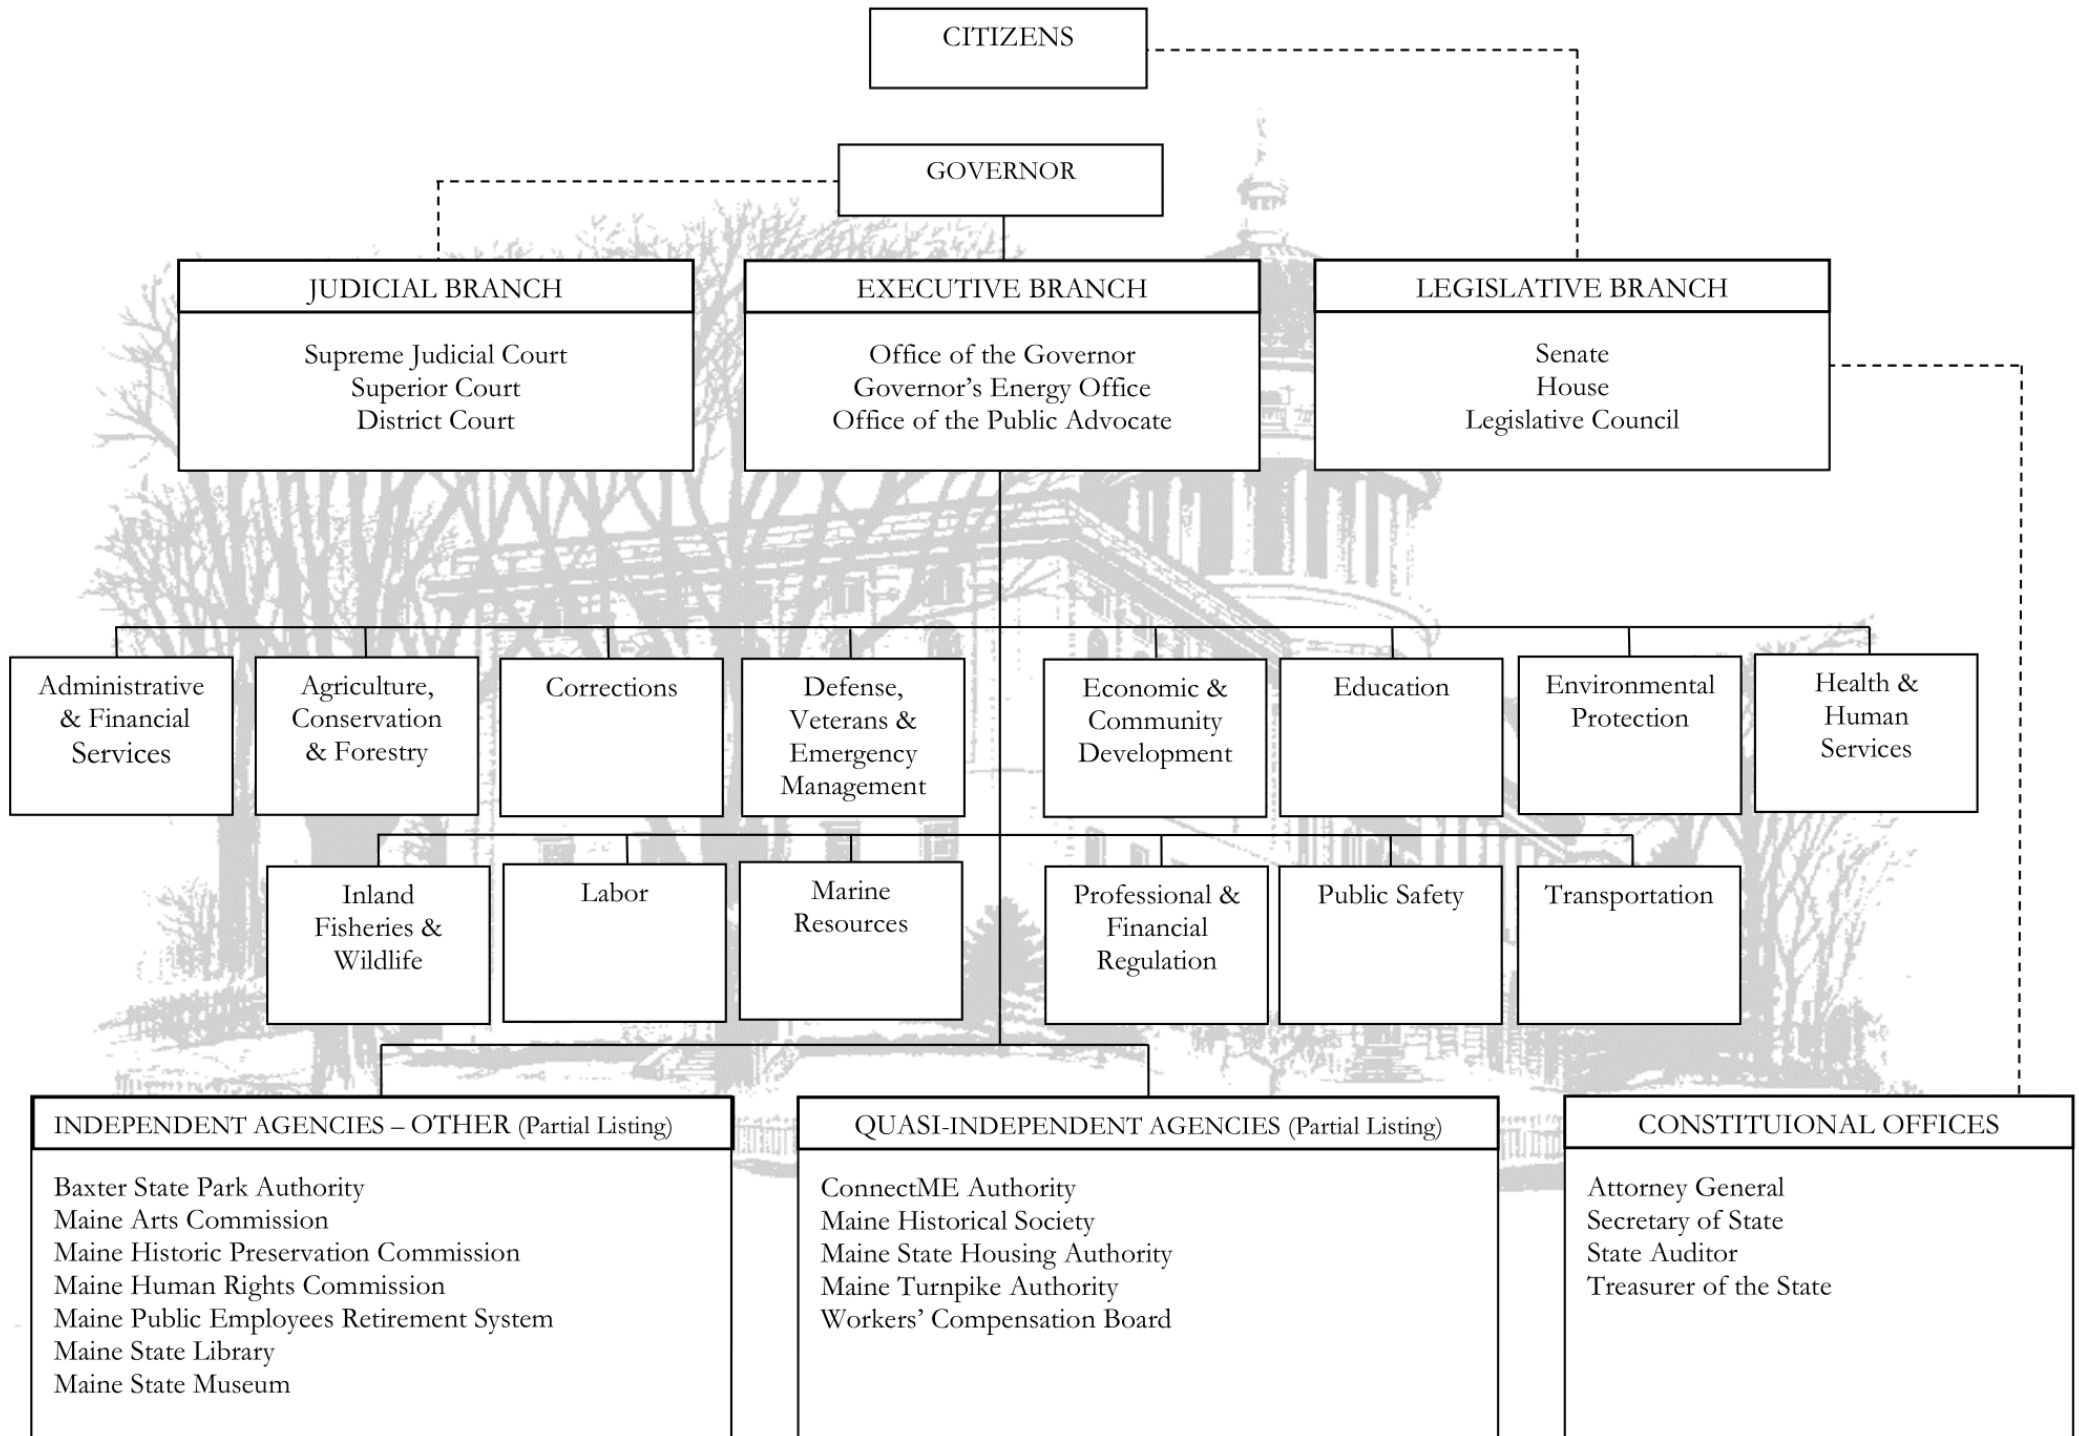 CITIZENS
GOVERNOR
JUDICIAL BRANCH
Supreme Judicial Court
Superior Court
District Court
EXECUTIVE BRANCH
Office of the Governor
Governor’s Energy Office
Office of the Public Advocate
LEGISLATIVE BRANCH
Senate
House
Legislative Council
Administrative
& Financial
Services
Agriculture,
Conservation
& Forestry
Corrections
Defense,
Veterans &
Emergency
Management
Economic &
Community
Development
Education
Environmental
Protection
Health &
Human
Services
Inland
Fisheries &
Wildlife
Labor
Marine
Resources
Professional &
Financial
Regulation
Public Safety
Transportation
INDEPENDENT AGENCIES – OTHER (Partial Listing)
Baxter State Park Authority
Maine Arts Commission
Maine Historic Preservation Commission
Maine Human Rights Commission
Maine Public Employees Retirement System
Maine State Library
Maine State Museum
QUASI-INDEPENDENT AGENCIES (Partial Listing)
ConnectME Authority
Maine Historical Society
Maine State Housing Authority
Maine Turnpike Authority
Workers’ Compensation Board
CONSTITUIONAL OFFICES
Attorney General
Secretary of State
State Auditor
Treasurer of the State